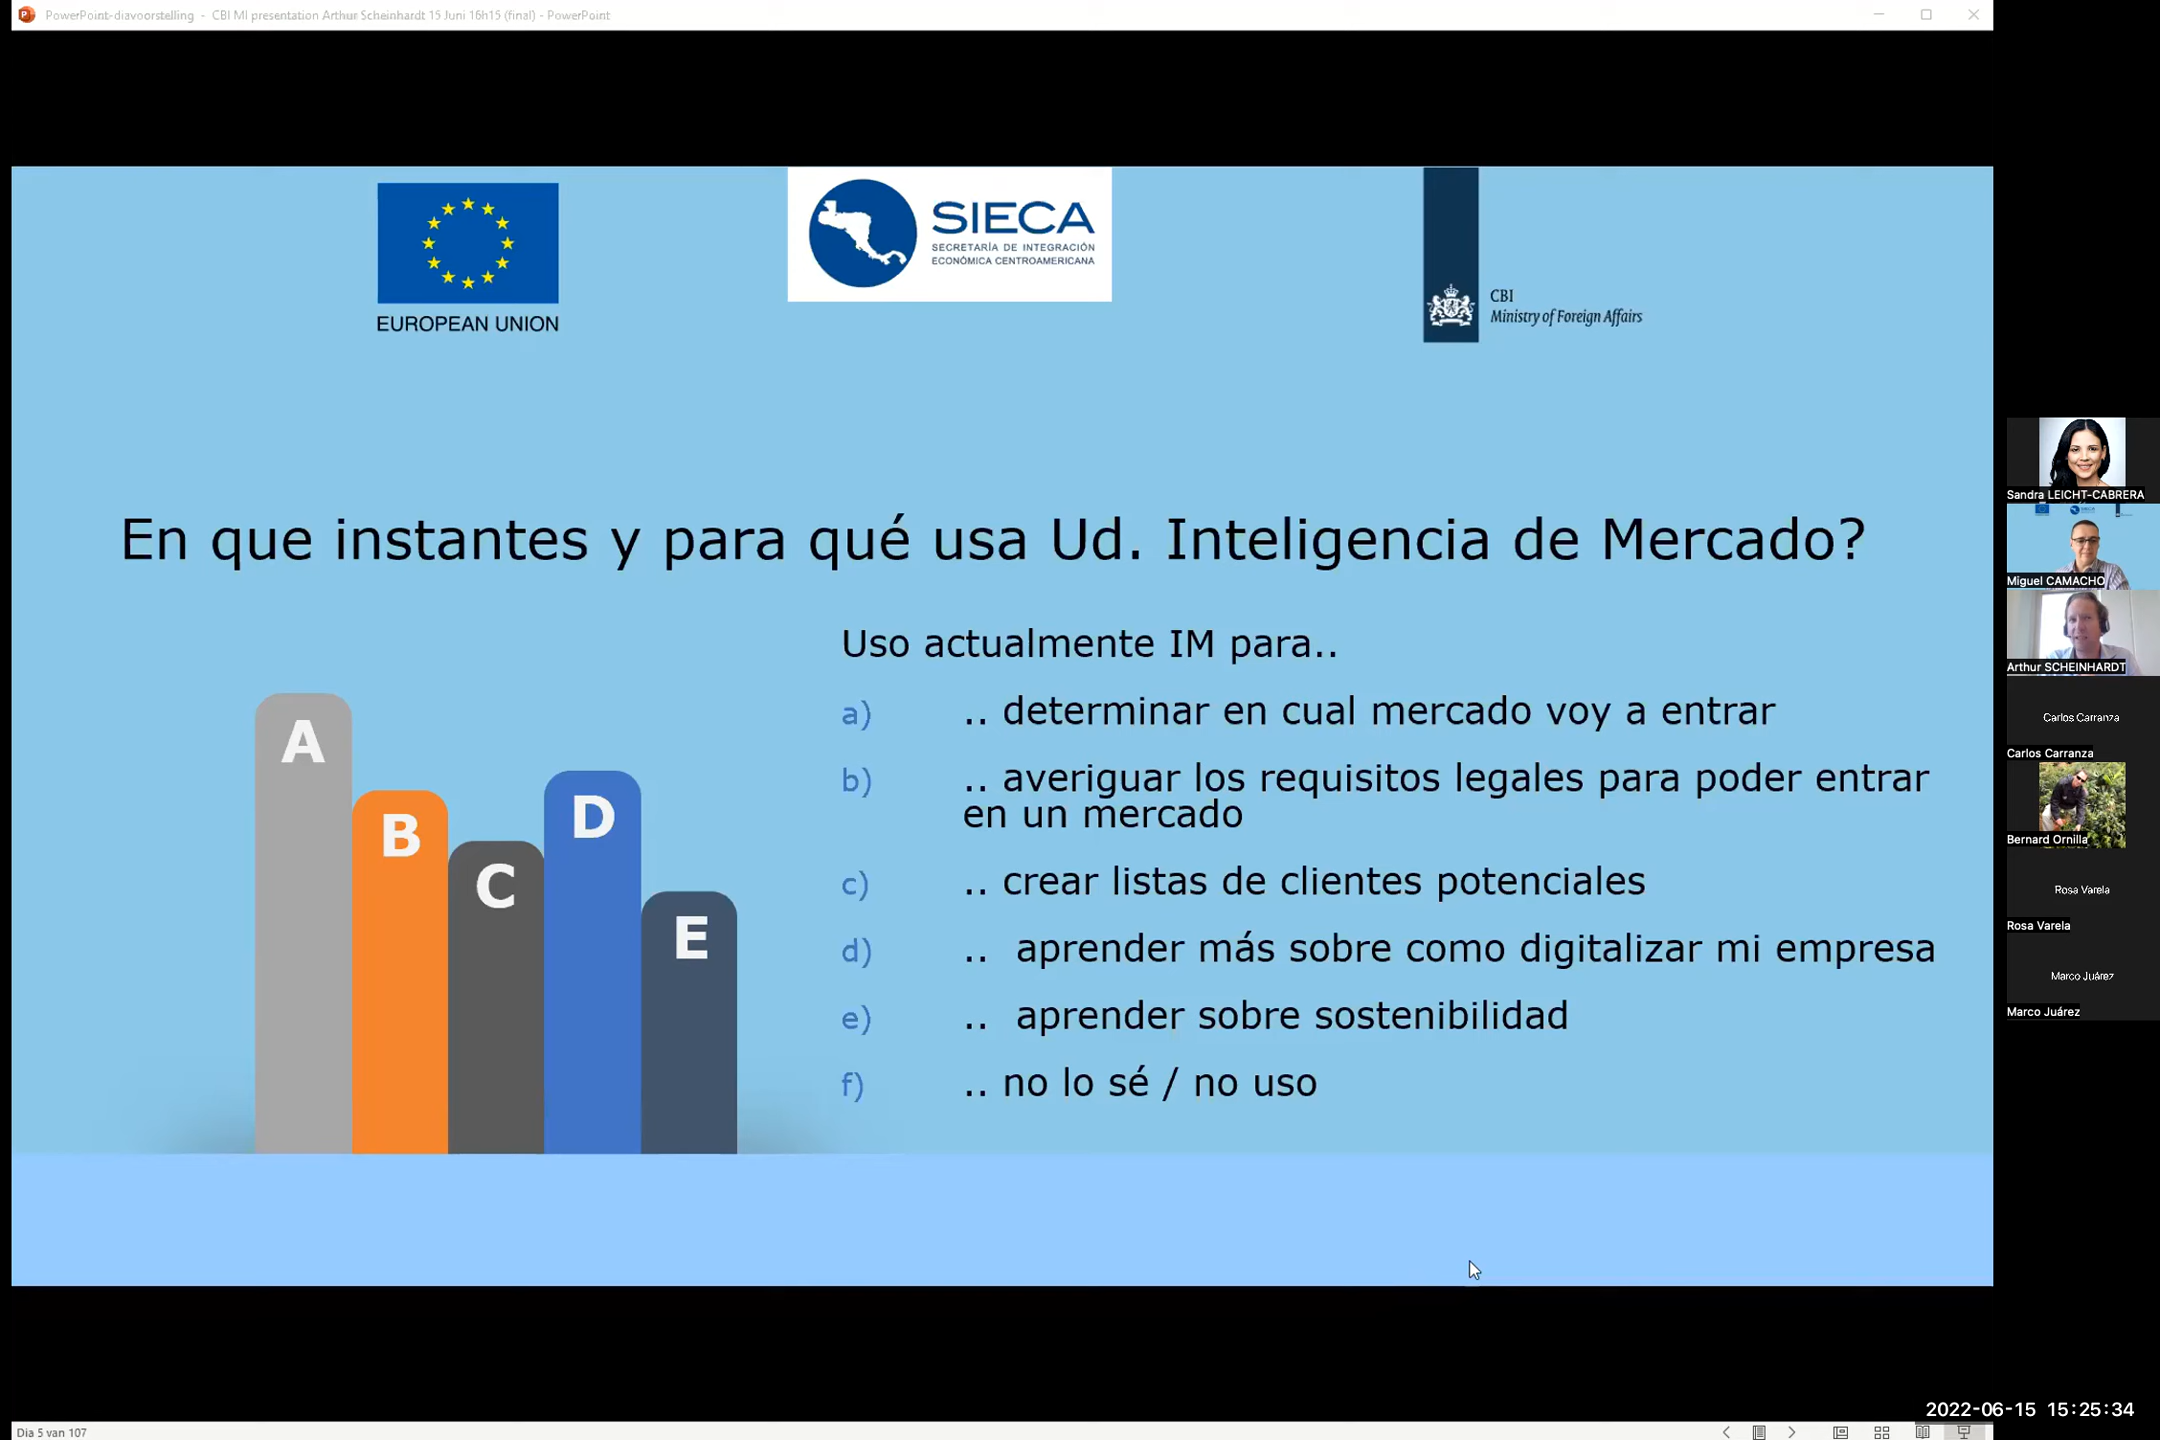 PowerPoint-diavoorstelling - CBI MI presentation Arthur Scheinhardt 15 Juni 16h15 (final) - PowerPoint
EUROPEAN UNION
SIECA
SECRETARÍA DE INTEGRACIÓN
ECONÓMICA CENTROAMERICANA
CBI
Ministry of Foreign Affairs
En que instantes y para qué usa Ud. Inteligencia de Mercado?
Uso actualmente IM para..
a) .. determinar en cual mercado voy a entrar
b) .. averiguar los requisitos legales para poder entrar
en un mercado
c) .. crear listas de clientes potenciales
d) .. aprender más sobre como digitalizar mi empresa
e) .. aprender sobre sostenibilidad
f) .. no lo sé / no uso
A
B
C
D
E
Sandra LEICHT-CABRERA
Miguel CAMACHO
Arthur SCHEINHARDT
Carlos Carranza
Carlos Carranza
Bernard Ornilla
Rosa Varela
Rosa Varela
Marco Juárez
Marco Juárez
2022-06-15 15:25:34
Dia 5 van 107